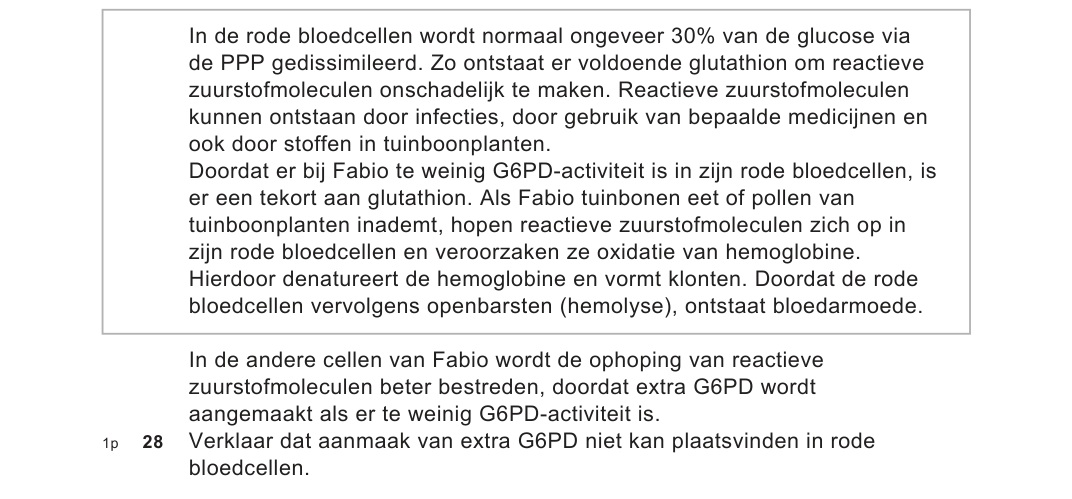 In de rode bloedcellen wordt normaal ongeveer 30% van de glucose via
de PPP gedissimileerd. Zo ontstaat er voldoende glutathion om reactieve
zuurstofmoleculen onschadelijk te maken. Reactieve zuurstofmoleculen
kunnen ontstaan door infecties, door gebruik van bepaalde medicijnen en
ook door stoffen in tuinboonplanten.
Doordat er bij Fabio te weinig G6PD-activiteit is in zijn rode bloedcellen, is
er een tekort aan glutathion. Als Fabio tuinbonen eet of pollen van
tuinboonplanten inademt, hopen reactieve zuurstofmoleculen zich op in
zijn rode bloedcellen en veroorzaken ze oxidatie van hemoglobine.
Hierdoor denatureert de hemoglobine en vormt klonten. Doordat de rode
bloedcellen vervolgens openbarsten (hemolyse), ontstaat bloedarmoede.
In de andere cellen van Fabio wordt de ophoping van reactieve
zuurstofmoleculen beter bestreden, doordat extra G6PD wordt
aangemaakt als er te weinig G6PD-activiteit is.
1p 28 Verklaar dat aanmaak van extra G6PD niet kan plaatsvinden in rode
bloedcellen.